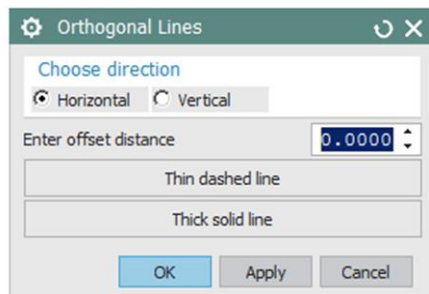 Orthogonal Lines
Choose direction
Horizontal Vertical
Enter offset distance 0.0000
Thin dashed line
Thick solid line
OK Apply Cancel